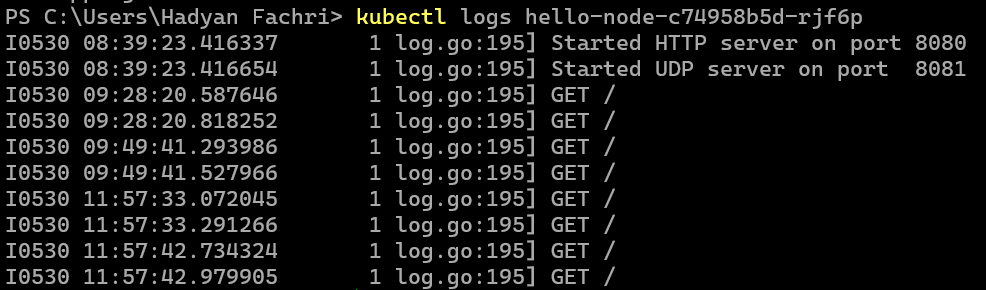 PS C:\Users\Hadyan Fachri> kubectl logs hello-node-c74958b5d-rjf6p
I0530 08:39:23.416337       1 log.go:195] Started HTTP server on port 8080
I0530 08:39:23.416654       1 log.go:195] Started UDP server on port  8081
I0530 09:28:20.587646       1 log.go:195] GET /
I0530 09:28:20.818252       1 log.go:195] GET /
I0530 09:49:41.293986       1 log.go:195] GET /
I0530 09:49:41.527966       1 log.go:195] GET /
I0530 11:57:33.072045       1 log.go:195] GET /
I0530 11:57:33.291266       1 log.go:195] GET /
I0530 11:57:42.734324       1 log.go:195] GET /
I0530 11:57:42.979905       1 log.go:195] GET /